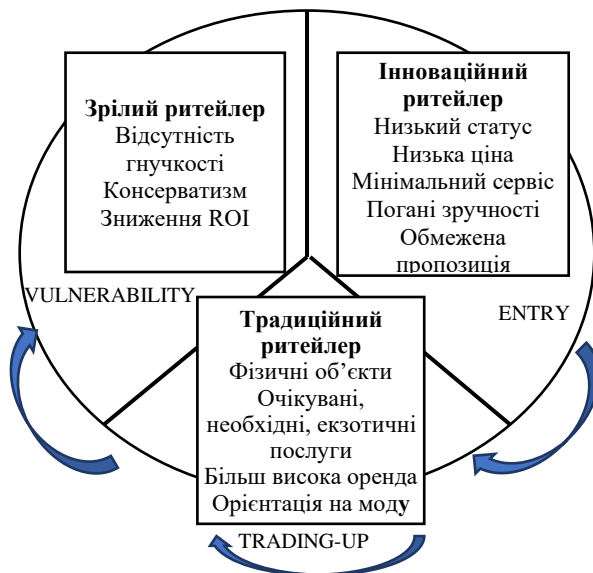 Зрілий ритейлер
Відсутність
гнучкості
Консерватизм
Зниження ROI
Інноваційний
ритейлер
Низький статус
Низька ціна
Мінімальний сервіс
Погані зручності
Обмежена
пропозиція
VULNERABILITY
ENTRY
Традиційний
ритейлер
Фізичні об’єкти
Очікувані,
необхідні, екзотичні
послуги
Більш висока оренда
Орієнтація на моду
TRADING-UP